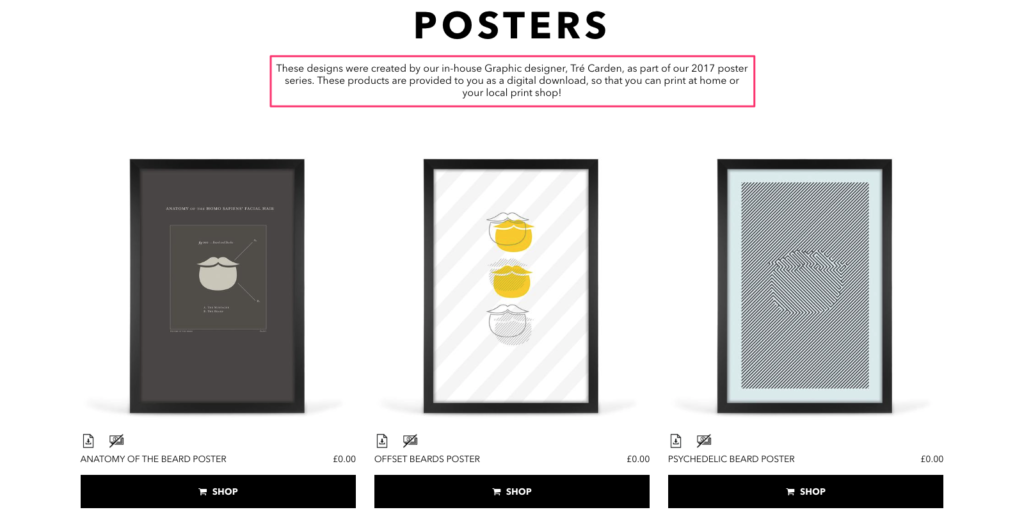 POSTERS
These designs were created by our in-house Graphic designer, Tré Carden, as part of our 2017 poster
series. These products are provided to you as a digital download, so that you can print at home or
your local print shop!
ANATOMY OF THE HOMO SAPIENS' FACIAL HAIR
ANATOMY OF THE BEARD POSTER £0.00
OFFSET BEARDS POSTER £0.00
PSYCHEDELIC BEARD POSTER £0.00
SHOP
SHOP
SHOP